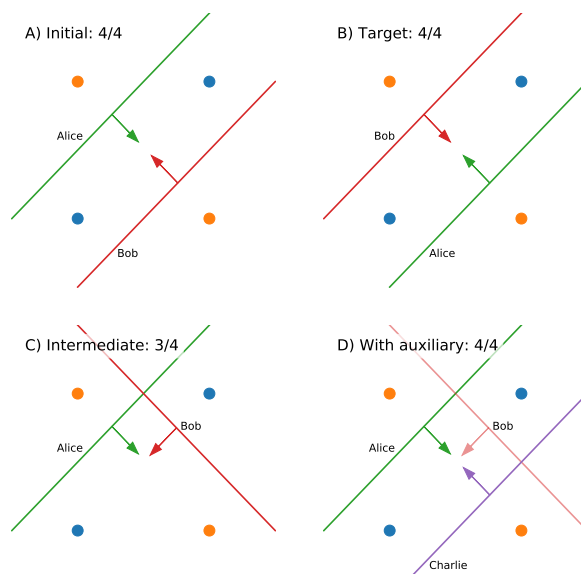 A) Initial: 4/4
Alice
Bob
B) Target: 4/4
Bob
Alice
C) Intermediate: 3/4
Bob
Alice
D) With auxiliary: 4/4
Bob
Alice
Charlie